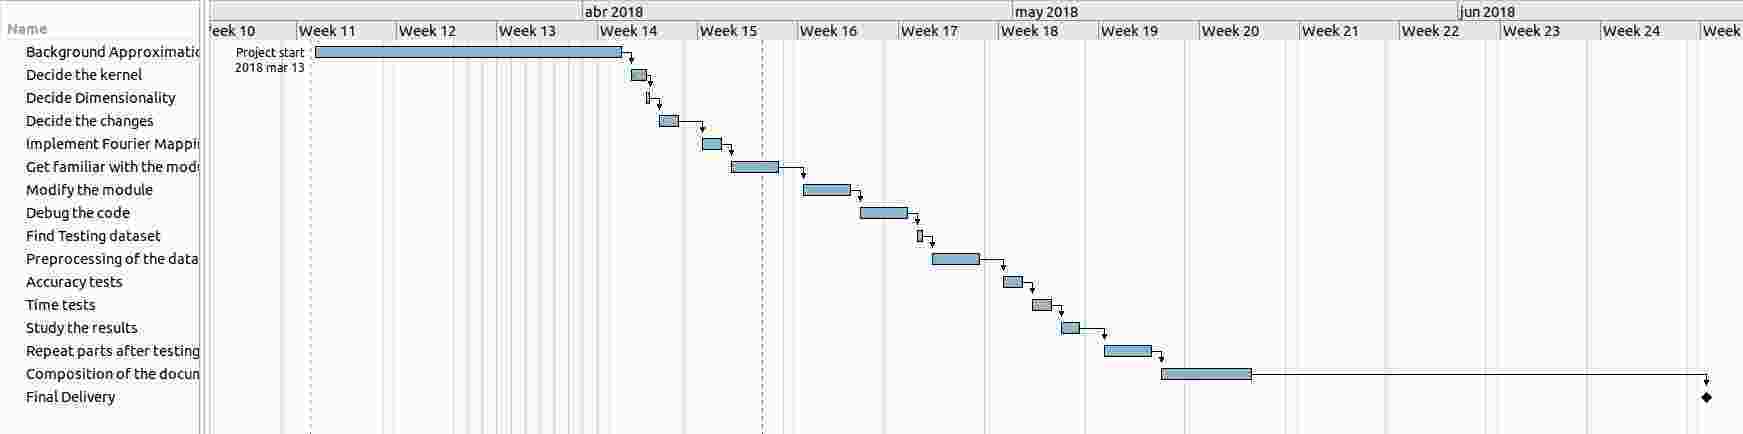 abr 2018 may 2018 jun 2018
Name eek 10 Week 11 Week 12 Week 13 Week 14 Week 15 Week 16 Week 17 Week 18 Week 19 Week 20 Week 21 Week 22 Week 23 Week 24 Week
Background Approximatic Project start
2018 mar 13
Decide the kernel
Decide Dimensionality
Decide the changes
Implement Fourier Mappi
Get familiar with the mod
Modify the module
Debug the code
Find Testing dataset
Preprocessing of the data
Accuracy tests
Time tests
Study the results
Repeat parts after testing
Composition of the docun
Final Delivery